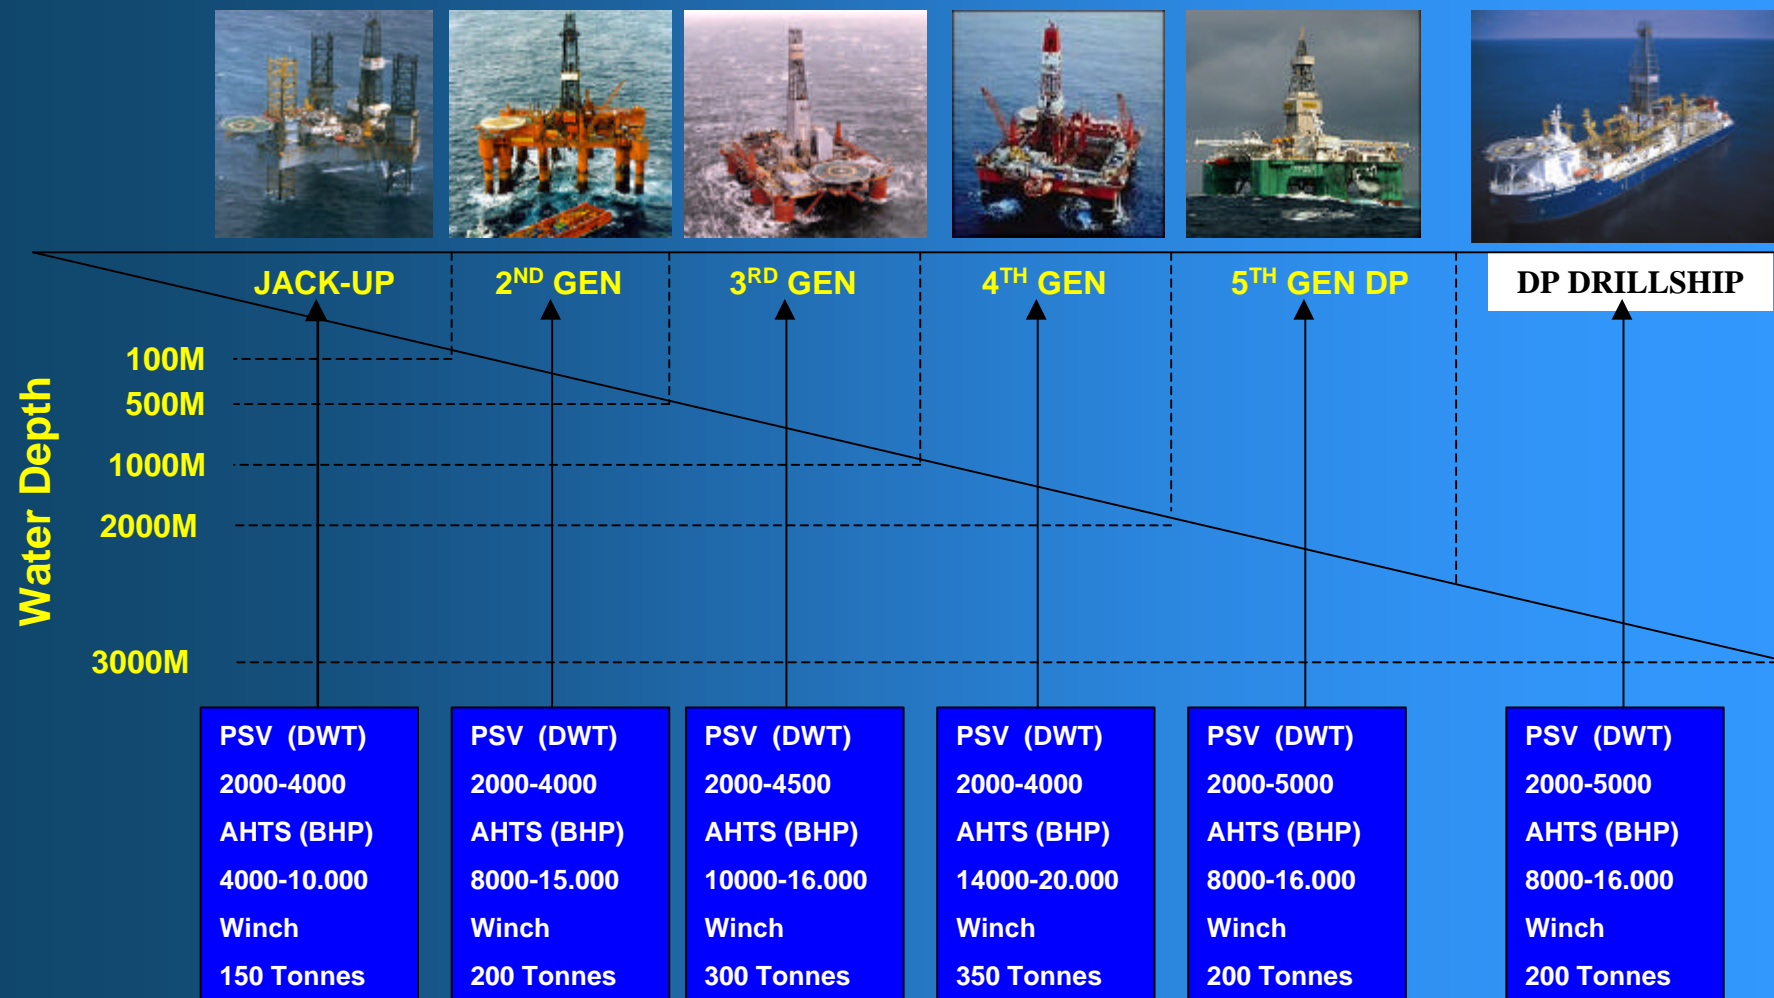 JACK-UP
2ND GEN
3RD GEN
4TH GEN
5TH GEN DP
DP DRILLSHIP
Water Depth
100M
500M
1000M
2000M
3000M
PSV (DWT)
2000-4000
AHTS (BHP)
4000-10.000
Winch
150 Tonnes
PSV (DWT)
2000-4000
AHTS (BHP)
8000-15.000
Winch
200 Tonnes
PSV (DWT)
2000-4500
AHTS (BHP)
10000-16.000
Winch
300 Tonnes
PSV (DWT)
2000-4000
AHTS (BHP)
14000-20.000
Winch
350 Tonnes
PSV (DWT)
2000-5000
AHTS (BHP)
8000-16.000
Winch
200 Tonnes
PSV (DWT)
2000-5000
AHTS (BHP)
8000-16.000
Winch
200 Tonnes